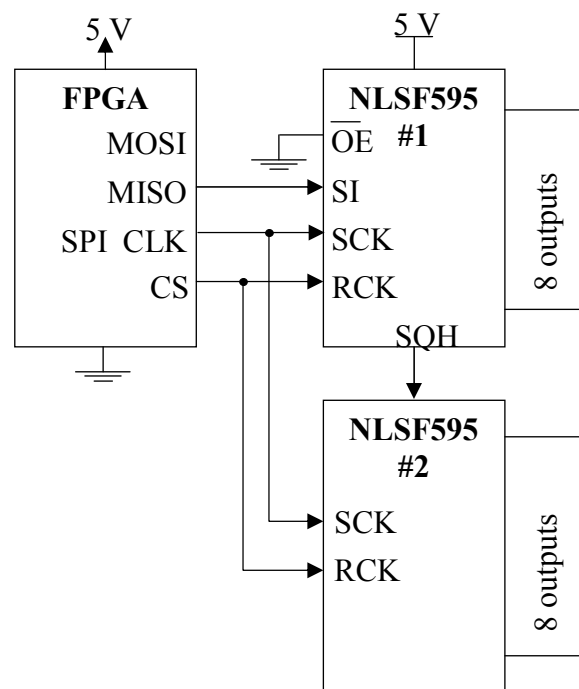 5 V
FPGA
MOSI
MISO
SPI CLK
CS
5 V
NLSF595
#1
OE
SI
SCK
RCK
SQH
8 outputs
NLSF595
#2
SCK
RCK
8 outputs